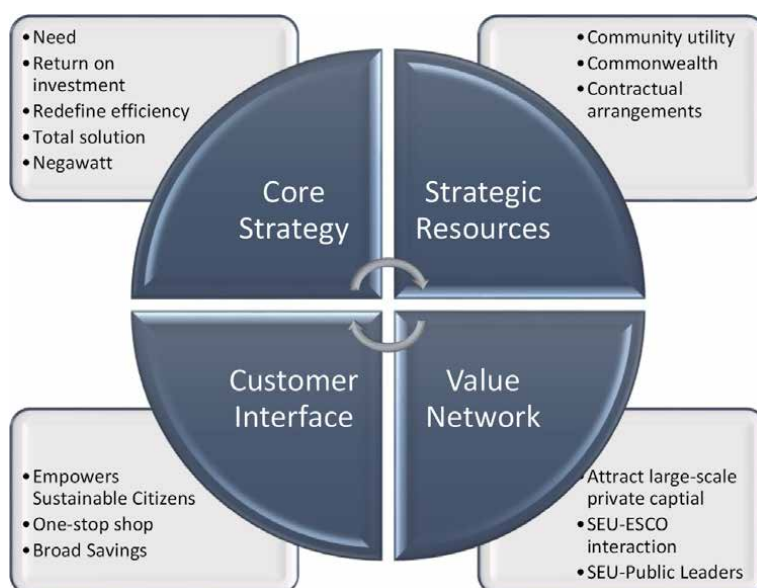 • Need
• Return on
investment
• Redefine efficiency
• Total solution
• Negawatt
• Community utility
• Commonwealth
• Contractual
arrangements
Core
Strategy
Strategic
Resources
Customer
Interface
Value
Network
• Empowers
Sustainable Citizens
• One-stop shop
• Broad Savings
• Attract large-scale
private captial
• SEU-ESCO
interaction
• SEU-Public Leaders